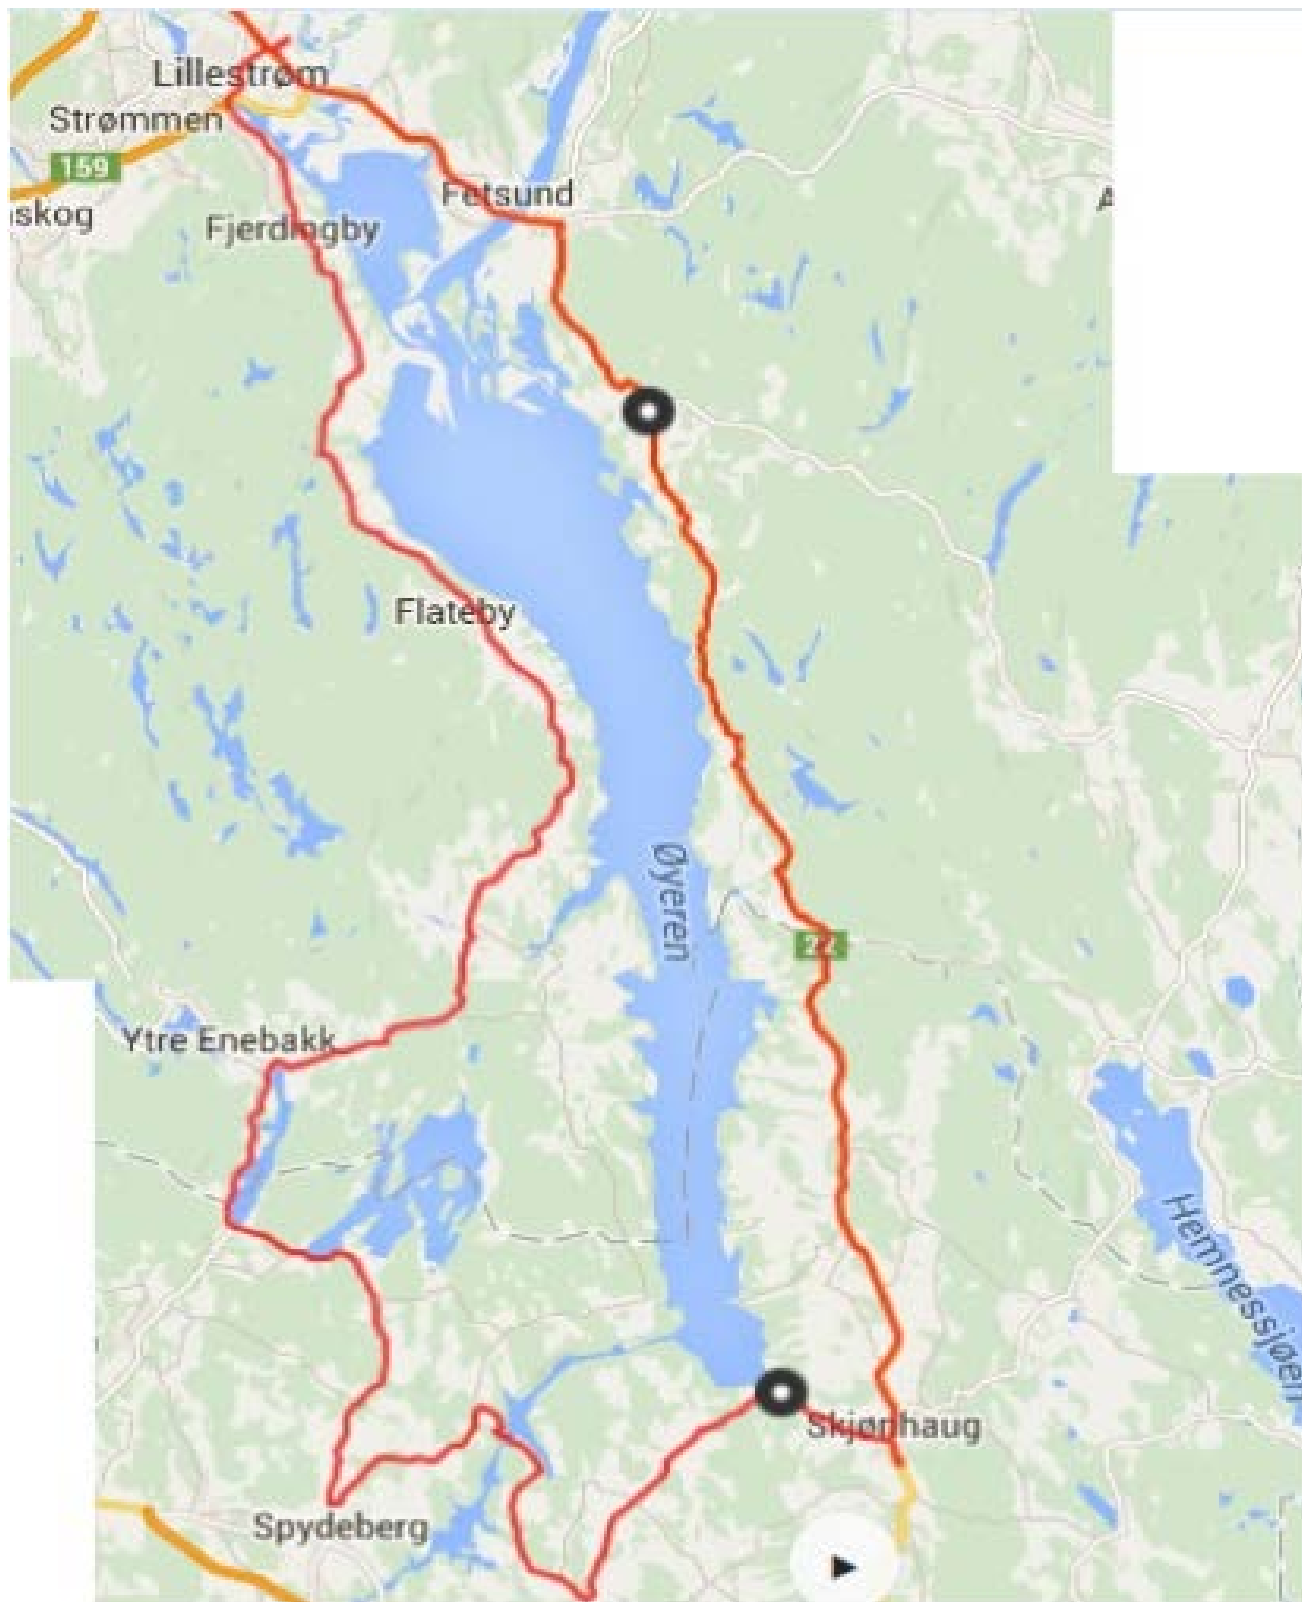 Lillestrøm
Strømmen
159
Fetsund
skog
Fjerdingby
Flateby
Øyeren
22
Ytre Enebakk
Hemnessjøen
Skjønhaug
Spydeberg